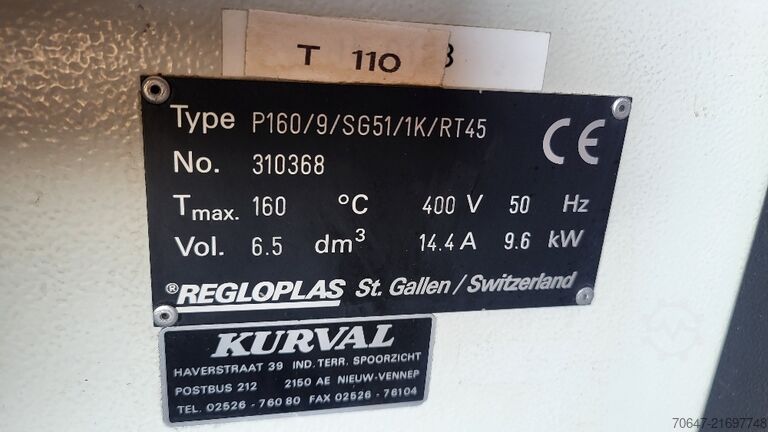 T 110 8
Type P160/9/SG51/1K/RT45
No. 310368
CE
Tmax. 160 °C 400 V 50 Hz
Vol. 6.5 dm³ 14.4 A 9.6 kW
®REGLOPLAS St. Gallen / Switzerland
KURVAL
HAVERSTRAAT 39 IND. TERR. SPOORZICHT
POSTBUS 212 2150 AE NIEUW-VENNEP
TEL. 02526 - 760 80 FAX 02526 - 76104
70647-21697748